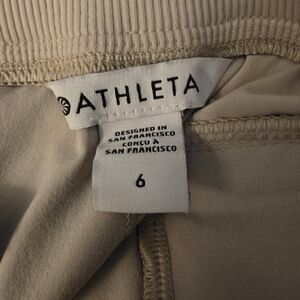 ATHLETA
DESIGNED IN
SAN FRANCISCO
CONÇU À
SAN FRANCISCO
6